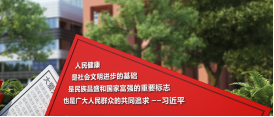 人民健康
是社会文明进步的基础
是民族昌盛和国家富强的重要标志
也是广大人民群众的共同追求 ——习近平